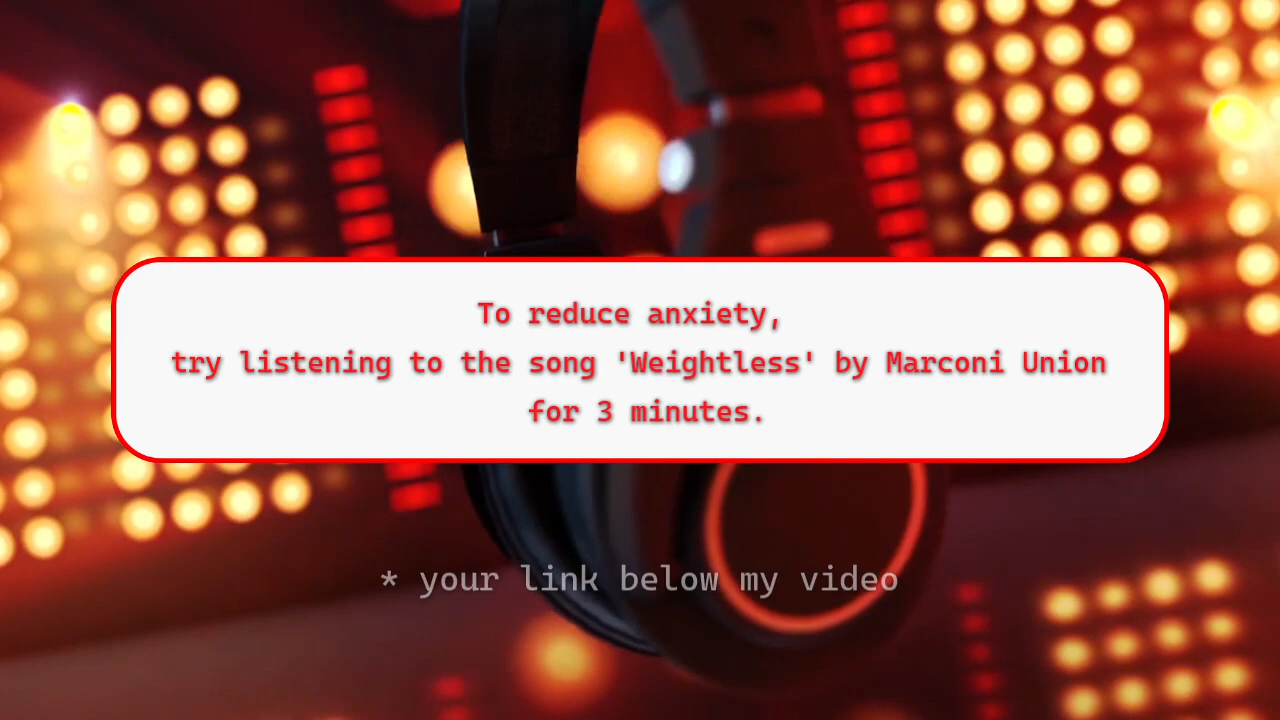 To reduce anxiety,
try listening to the song 'Weightless' by Marconi Union
for 3 minutes.
* your link below my video